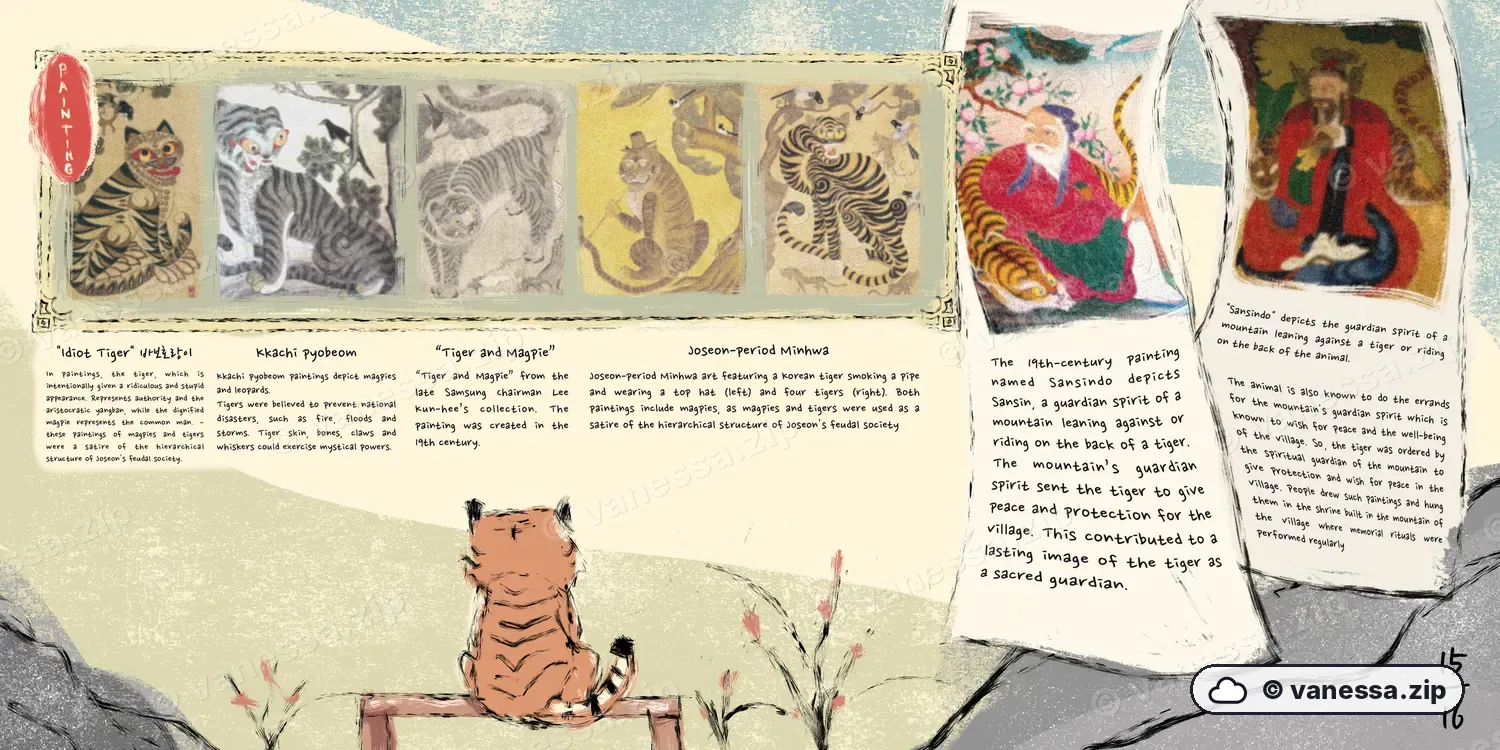 PAINTING
"Idiot Tiger" 바보호랑이
In paintings, the tiger, which is
intentionally given a ridiculous and stupid
appearance. Represents authority and the
aristocratic yangban, while the dignified
magpie represents the common man. -
these paintings of magpies and tigers
were a satire of the hierarchical
structure of Joseon's feudal society.
Kkachi pyobeom
Kkachi pyobeom paintings depict magpies
and leopards.
Tigers were believed to prevent national
disasters, such as fire, floods and
storms. Tiger skin, bones, claws and
whiskers could exercise mystical powers.
"Tiger and Magpie"
"Tiger and Magpie" from the
late Samsung chairman Lee
Kun-hee's collection. The
painting was created in the
19th century.
Joseon-period Minhwa
Joseon-period Minhwa art featuring a Korean tiger smoking a pipe
and wearing a top hat (left) and four tigers (right). Both
paintings include magpies, as magpies and tigers were used as a
satire of the hierarchical structure of Joseon's feudal society
The 19th-century painting
named Sansindo depicts
Sansin, a guardian spirit of a
mountain leaning against or
riding on the back of a tiger.
The mountain's guardian
spirit sent the tiger to give
peace and protection for the
village. This contributed to a
lasting image of the tiger as
a sacred guardian.
"Sansindo" depicts the guardian spirit of a
mountain leaning against a tiger or riding
on the back of the animal.
The animal is also known to do the errands
for the mountain's guardian spirit which is
known to wish for peace and the well-being
of the village. So, the tiger was ordered by
the spiritual guardian of the mountain to
give protection and wish for peace in the
village. People drew such paintings and hung
them in the shrine built in the mountain of
the village where memorial rituals were
performed regularly
15
16
© vanessa.zip